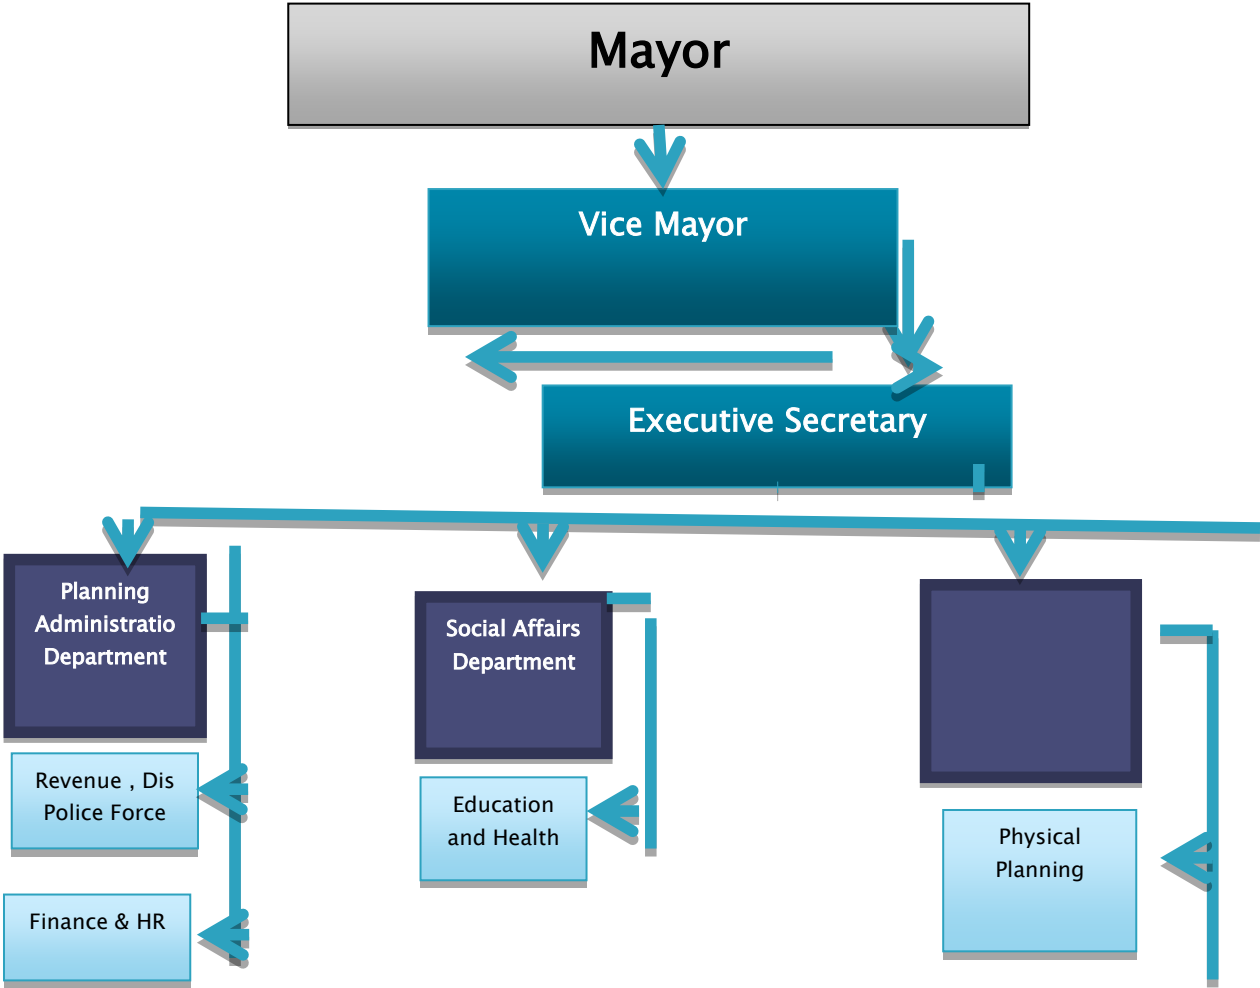 Mayor
Vice Mayor
Executive Secretary
Planning
Administratio
Department
Social Affairs
Department
Revenue , Dis
Police Force
Education
and Health
Physical
Planning
Finance & HR